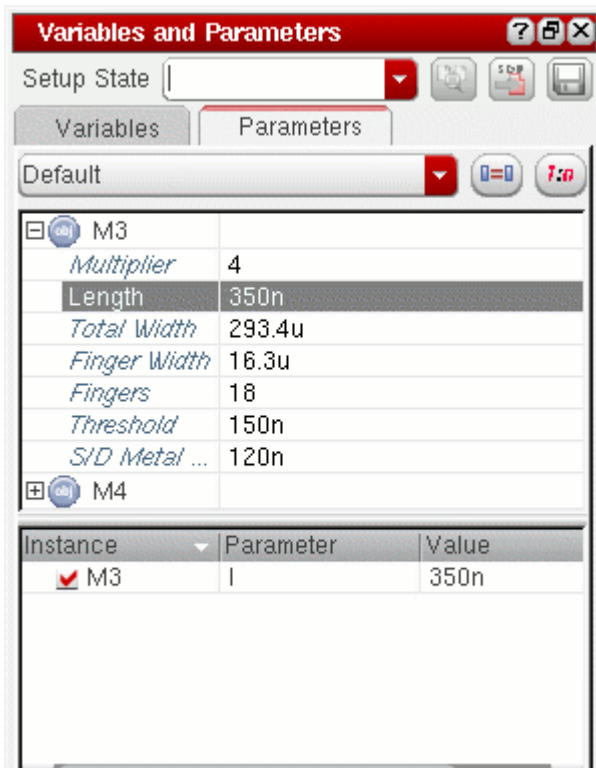 Variables and Parameters
Setup State
Variables Parameters
Default
M3
Multiplier 4
Length 350n
Total Width 293.4u
Finger Width 16.3u
Fingers 18
Threshold 150n
S/D Metal ... 120n
M4
Instance Parameter Value
M3 l 350n